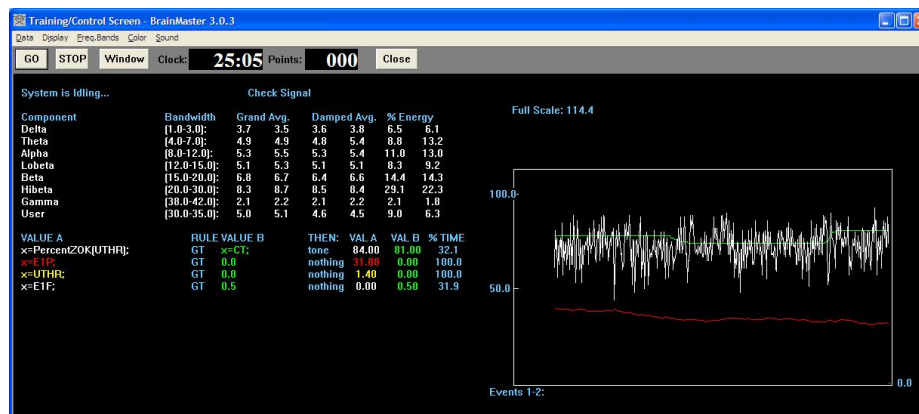 Training/Control Screen - BrainMaster 3.0.3
Data Display Freq.Bands Color Sound
GO STOP Window Clock: 25:05 Points: 000 Close
System is Idling... Check Signal
Full Scale: 114.4
Component Bandwidth Grand Avg. Damped Avg. % Energy
Delta (1.0-3.0): 3.7 3.5 3.6 3.8 6.5 6.1
Theta (4.0-7.0): 4.9 4.9 4.8 5.4 8.8 13.2
Alpha (8.0-12.0): 5.3 5.5 5.3 5.4 11.0 13.0
Lobeta (12.0-15.0): 5.1 5.3 5.1 5.1 8.3 9.2
Beta (15.0-20.0): 6.8 6.7 6.4 6.6 14.4 14.3
Hibeta (20.0-30.0): 8.3 8.7 8.5 8.4 29.1 22.3
Gamma (38.0-42.0): 2.1 2.2 2.1 2.2 2.1 1.8
User (30.0-35.0): 5.0 5.1 4.6 4.5 9.0 6.3
VALUE A RULE VALUE B THEN: VAL A VAL B % TIME
x=PercentZOK(UTHR); GT x=CT; tone 84.00 81.00 32.1
x=E1P; GT 0.0 nothing 31.88 0.00 100.0
x=UTHR; GT 0.0 nothing 1.40 0.00 100.0
x=E1F; GT 0.5 nothing 0.00 0.50 31.9
100.0-
50.0-
- 0.0
Events 1-2: